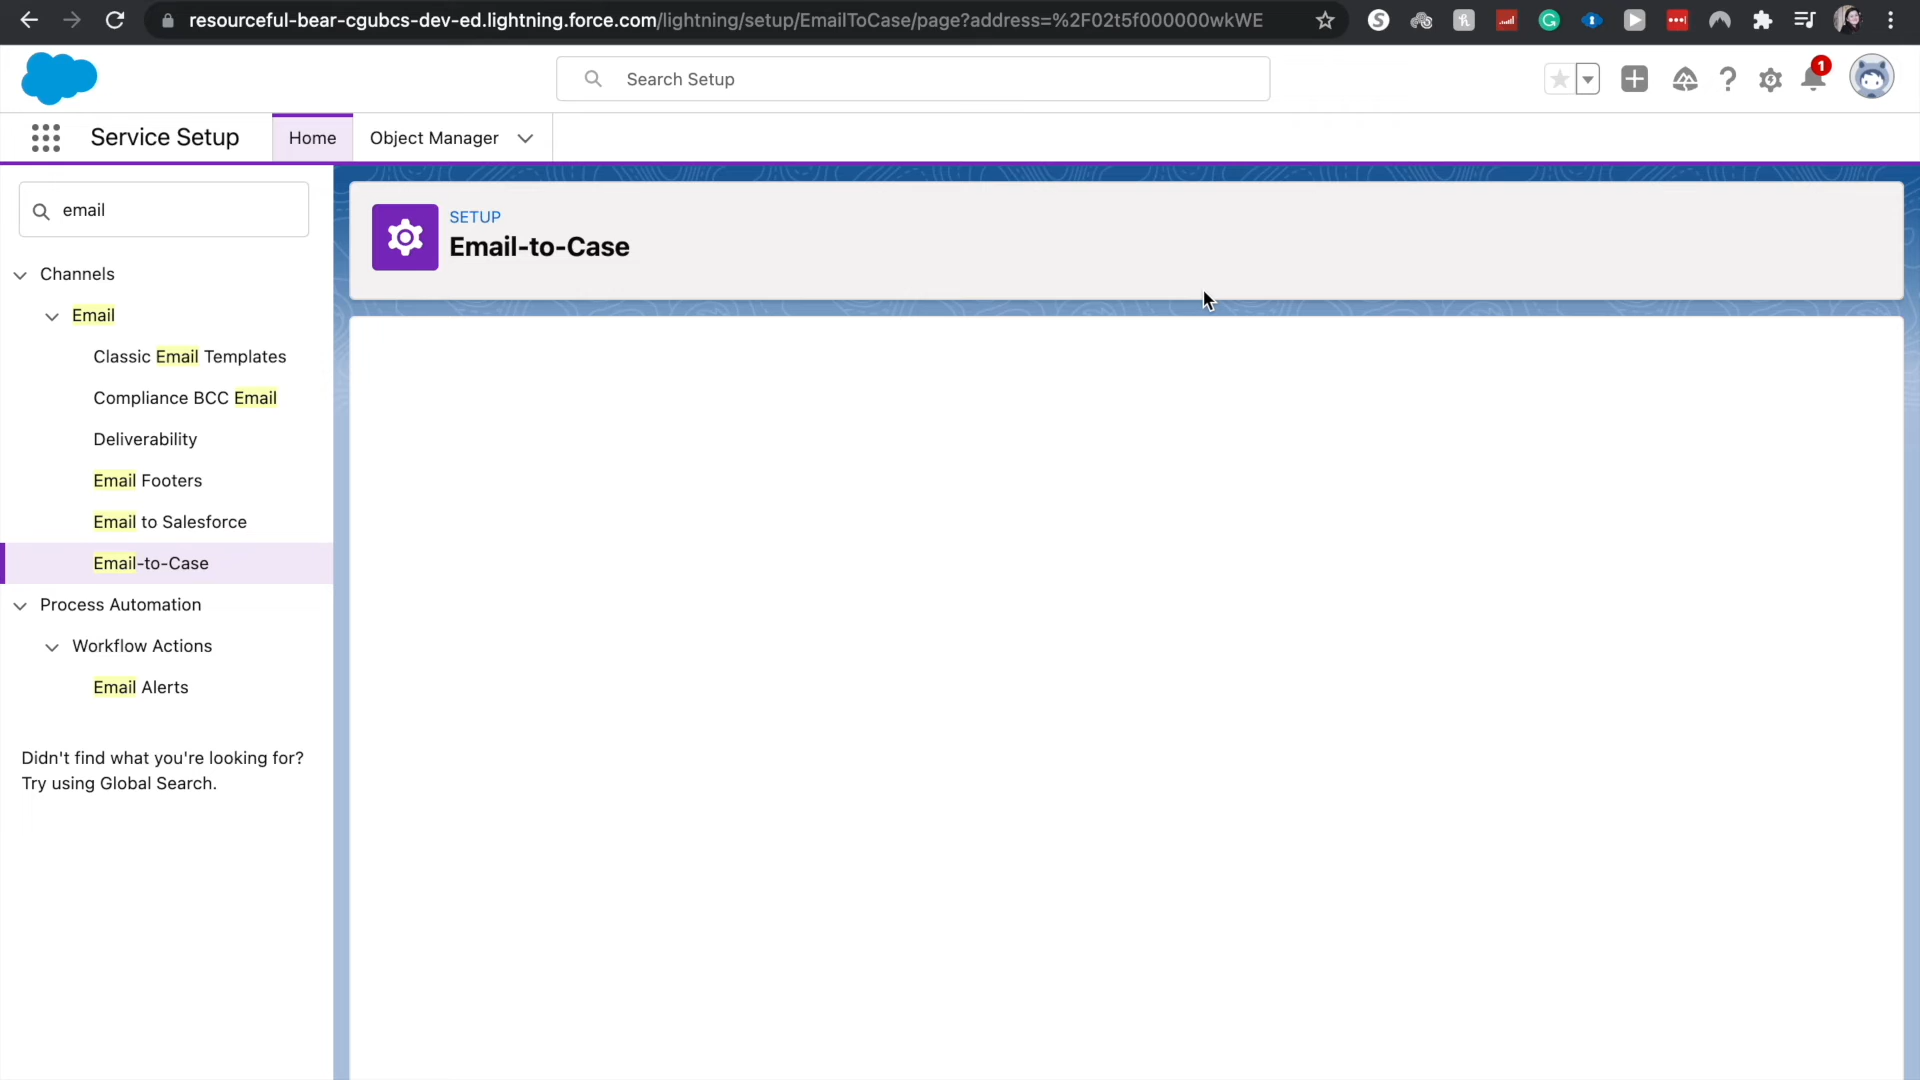 resourceful-bear-cgubcs-dev-ed.lightning.force.com/lightning/setup/EmailToCase/page?address=%2F02t5f000000wkWE
Search Setup
1
Service Setup
Home
Object Manager
email
SETUP
Email-to-Case
Channels
Email
Classic Email Templates
Compliance BCC Email
Deliverability
Email Footers
Email to Salesforce
Email-to-Case
Process Automation
Workflow Actions
Email Alerts
Didn't find what you're looking for?
Try using Global Search.